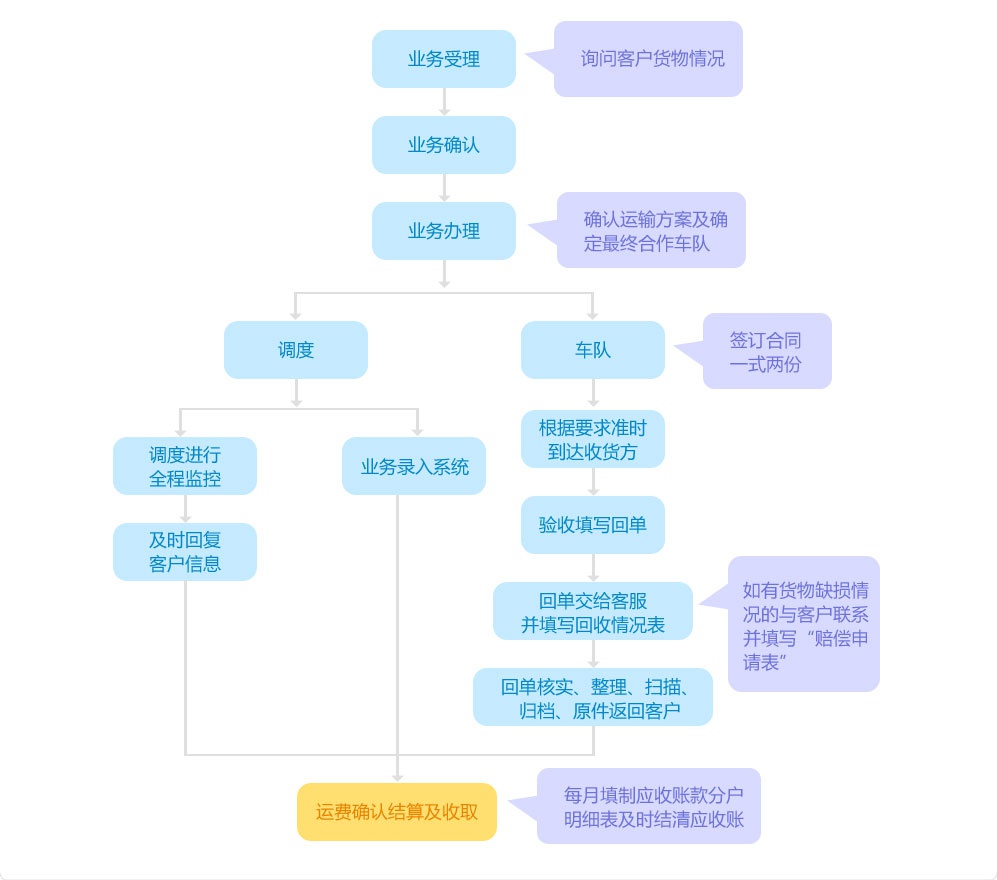 业务受理
询问客户货物情况
业务确认
业务办理
确认运输方案及确
定最终合作车队
调度
车队
签订合同
一式两份
调度进行
全程监控
业务录入系统
根据要求准时
到达收货方
及时回复
客户信息
验收填写回单
回单交给客服
并填写回收情况表
如有货物缺损情
况的与客户联系
并填写“赔偿申
请表”
回单核实、整理、扫描、
归档、原件返回客户
运费确认结算及收取
每月填制应收账款分户
明细表及时结清应收账